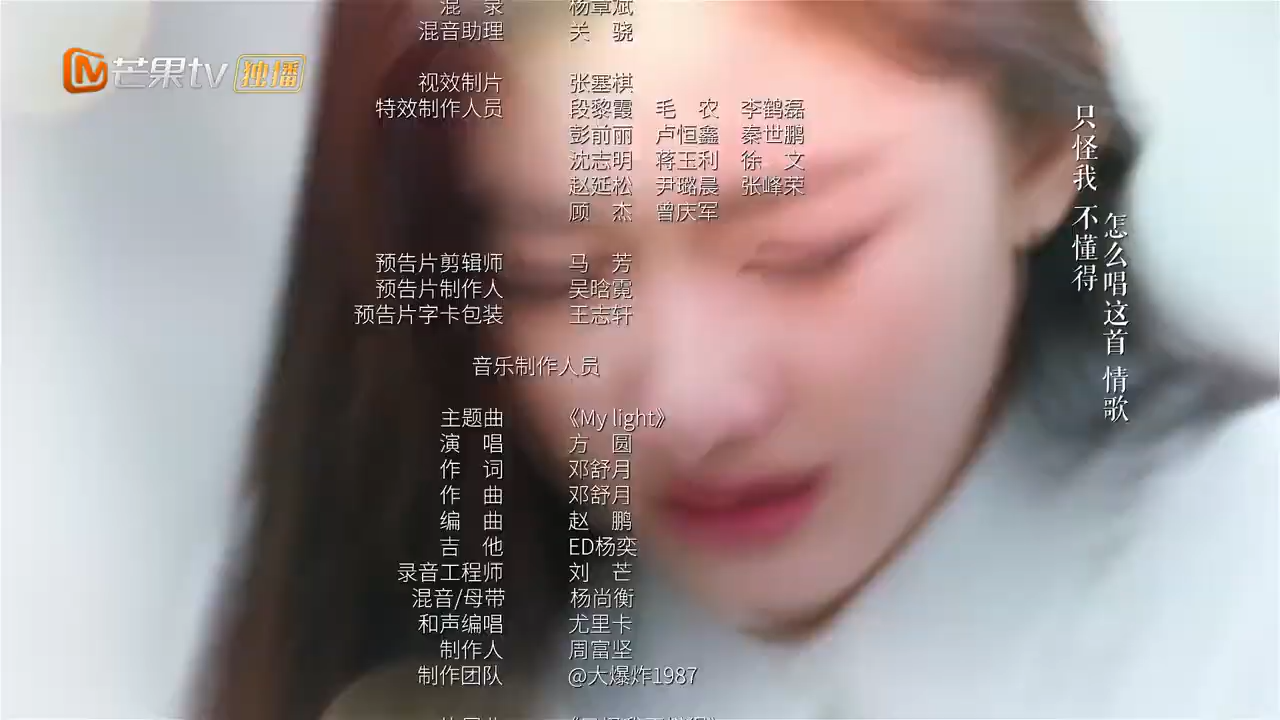 芒果tv 独播
混　录　杨章斌
混音助理　关　骁
视效制片　张塞棋
特效制作人员　段黎霞　毛　农　李鹤磊
彭前丽　卢恒鑫　秦世鹏
沈志明　蒋玉利　徐　文
赵延松　尹璐晨　张峰荣
顾　杰　曾庆军
预告片剪辑师　马　芳
预告片制作人　吴晗霓
预告片字卡包装　王志轩
音乐制作人员
主题曲　《My light》
演　唱　方　圆
作　词　邓舒月
作　曲　邓舒月
编　曲　赵　鹏
吉　他　ED杨奕
录音工程师　刘　芒
混音/母带　杨尚衡
和声编唱　尤里卡
制作人　周富坚
制作团队　@大爆炸1987
只怪我 不懂得
怎么唱这首 情歌